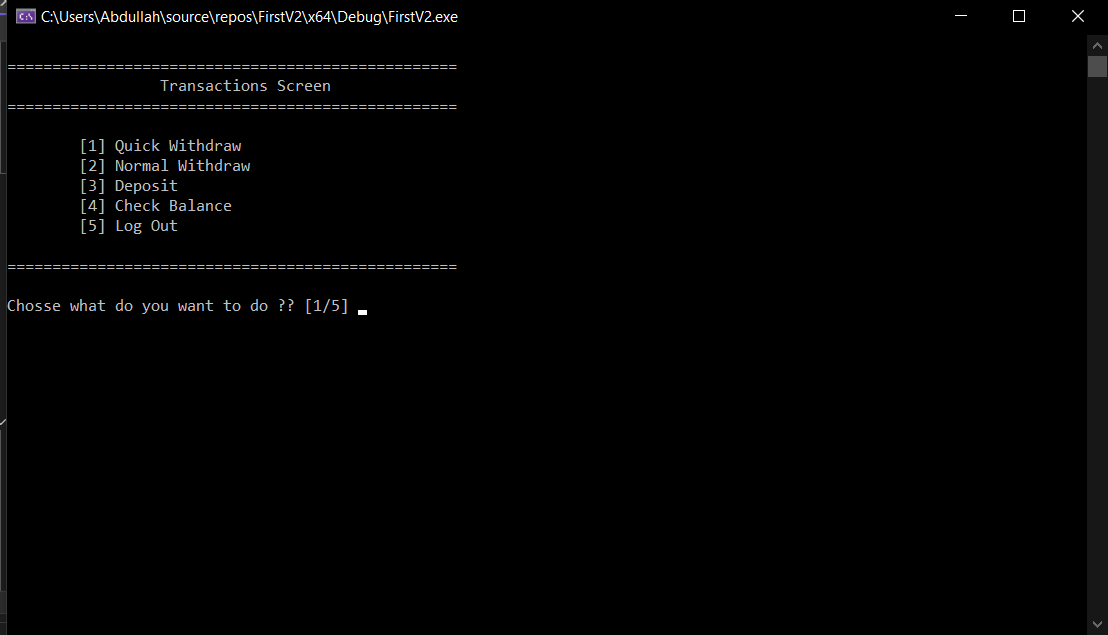 C:\Users\Abdullah\source\repos\FirstV2\x64\Debug\FirstV2.exe
==================================================
Transactions Screen
==================================================
[1] Quick Withdraw
[2] Normal Withdraw
[3] Deposit
[4] Check Balance
[5] Log Out
==================================================
Chosse what do you want to do ?? [1/5]